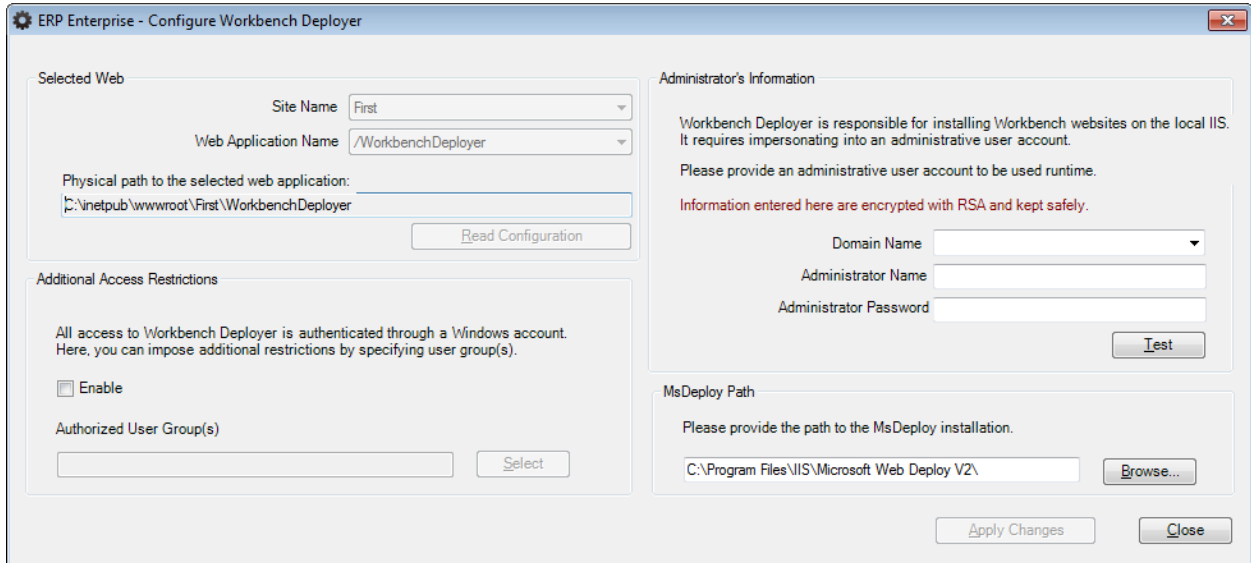 ERP Enterprise - Configure Workbench Deployer
Selected Web
Site Name
First
Web Application Name
/WorkbenchDeployer
Physical path to the selected web application:
C:\inetpub\wwwroot\First\WorkbenchDeployer
Read Configuration
Additional Access Restrictions
All access to Workbench Deployer is authenticated through a Windows account.
Here, you can impose additional restrictions by specifying user group(s).
Enable
Authorized User Group(s)
Select
Administrator's Information
Workbench Deployer is responsible for installing Workbench websites on the local IIS.
It requires impersonating into an administrative user account.
Please provide an administrative user account to be used runtime.
Information entered here are encrypted with RSA and kept safely.
Domain Name
Administrator Name
Administrator Password
Test
MsDeploy Path
Please provide the path to the MsDeploy installation.
C:\Program Files\IIS\Microsoft Web Deploy V2\
Browse...
Apply Changes
Close